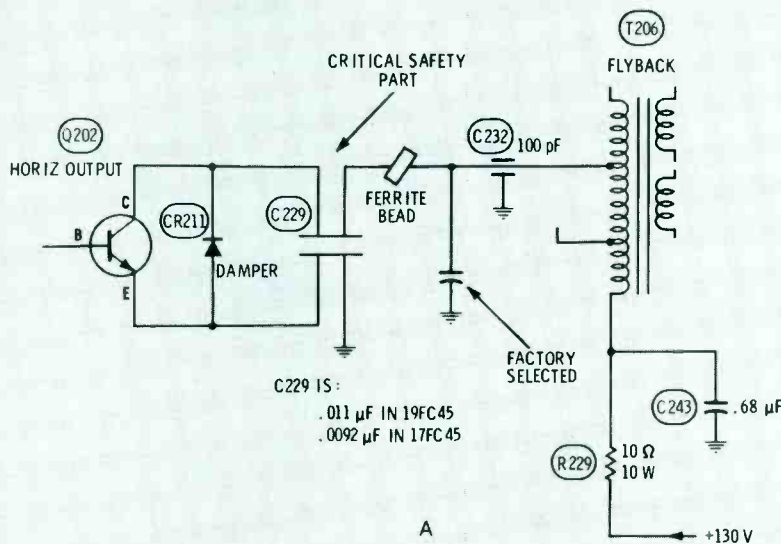 T206
FLYBACK
CRITICAL SAFETY
PART
Q202
HORIZ OUTPUT
C232
100 pF
C
B
E
CR211
DAMPER
C229
FERRITE
BEAD
FACTORY
SELECTED
C229 IS:
.011 μF IN 19FC45
.0092 μF IN 17FC45
C243
.68 μF
R229
10 Ω
10 W
A
+130 V